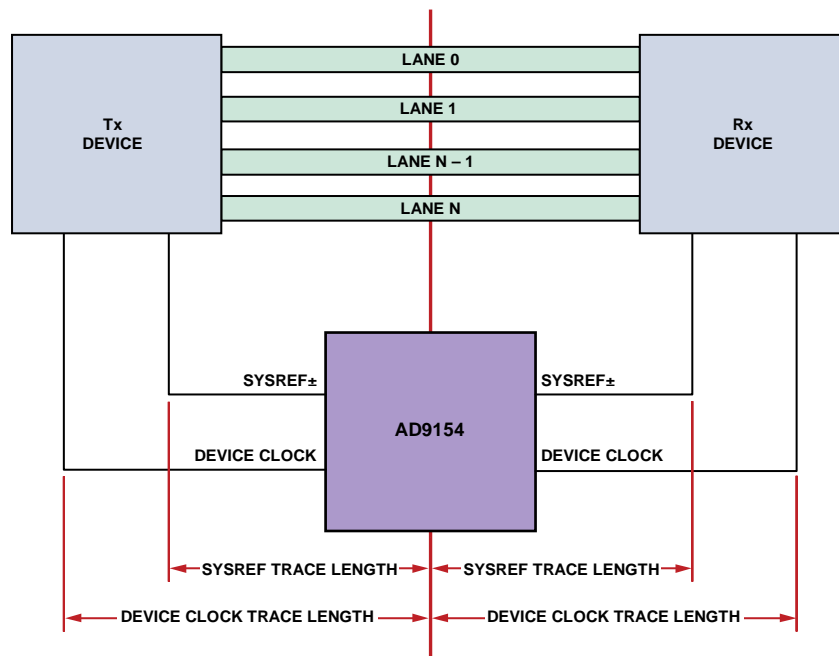 LANE 0
Tx
DEVICE
Rx
DEVICE
LANE 1
LANE N – 1
LANE N
SYSREF±
SYSREF±
AD9154
DEVICE CLOCK
DEVICE CLOCK
SYSREF TRACE LENGTH
SYSREF TRACE LENGTH
DEVICE CLOCK TRACE LENGTH
DEVICE CLOCK TRACE LENGTH